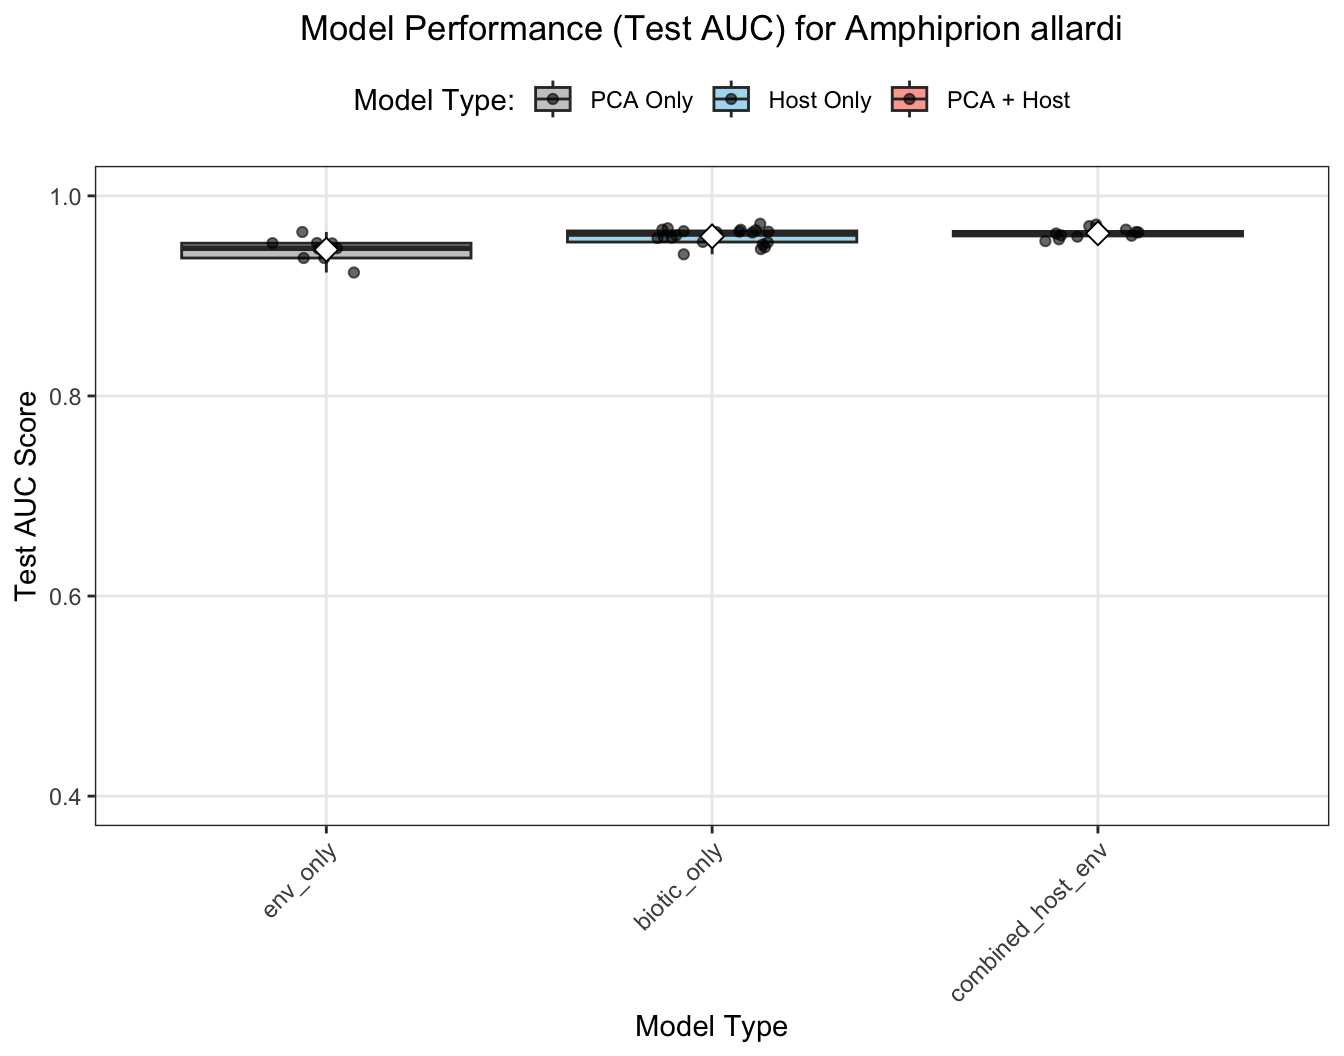 Model Performance (Test AUC) for Amphiprion allardi
Model Type: PCA Only Host Only PCA + Host
Test AUC Score
1.0
0.8
0.6
0.4
env_only
biotic_only
combined_host_env
Model Type